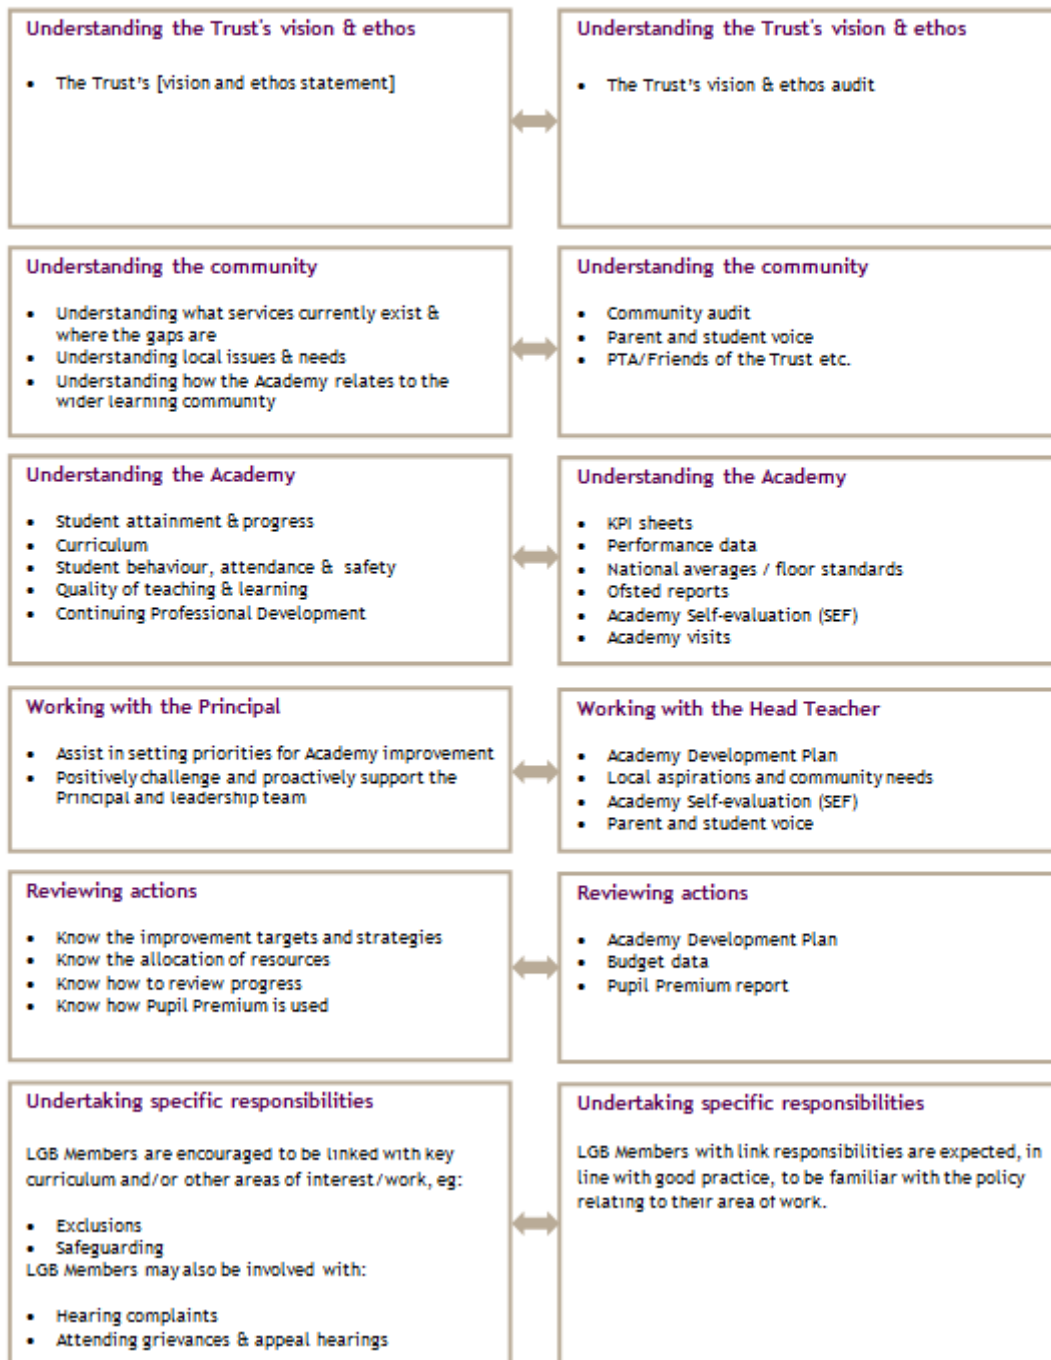 Understanding the Trust's vision & ethos
• The Trust's [vision and ethos statement]
Understanding the Trust's vision & ethos
• The Trust's vision & ethos audit
Understanding the community
• Understanding what services currently exist &
where the gaps are
• Understanding local issues & needs
• Understanding how the Academy relates to the
wider learning community
Understanding the community
• Community audit
• Parent and student voice
• PTA/Friends of the Trust etc.
Understanding the Academy
• Student attainment & progress
• Curriculum
• Student behaviour, attendance & safety
• Quality of teaching & learning
• Continuing Professional Development
Understanding the Academy
• KPI sheets
• Performance data
• National averages / floor standards
• Ofsted reports
• Academy Self-evaluation (SEF)
• Academy visits
Working with the Principal
• Assist in setting priorities for Academy improvement
• Positively challenge and proactively support the
Principal and leadership team
Working with the Head Teacher
• Academy Development Plan
• Local aspirations and community needs
• Academy Self-evaluation (SEF)
• Parent and student voice
Reviewing actions
• Know the improvement targets and strategies
• Know the allocation of resources
• Know how to review progress
• Know how Pupil Premium is used
Reviewing actions
• Academy Development Plan
• Budget data
• Pupil Premium report
Undertaking specific responsibilities
LGB Members are encouraged to be linked with key
curriculum and/or other areas of interest/work, eg:
• Exclusions
• Safeguarding
LGB Members may also be involved with:
• Hearing complaints
• Attending grievances & appeal hearings
Undertaking specific responsibilities
LGB Members with link responsibilities are expected, in
line with good practice, to be familiar with the policy
relating to their area of work.